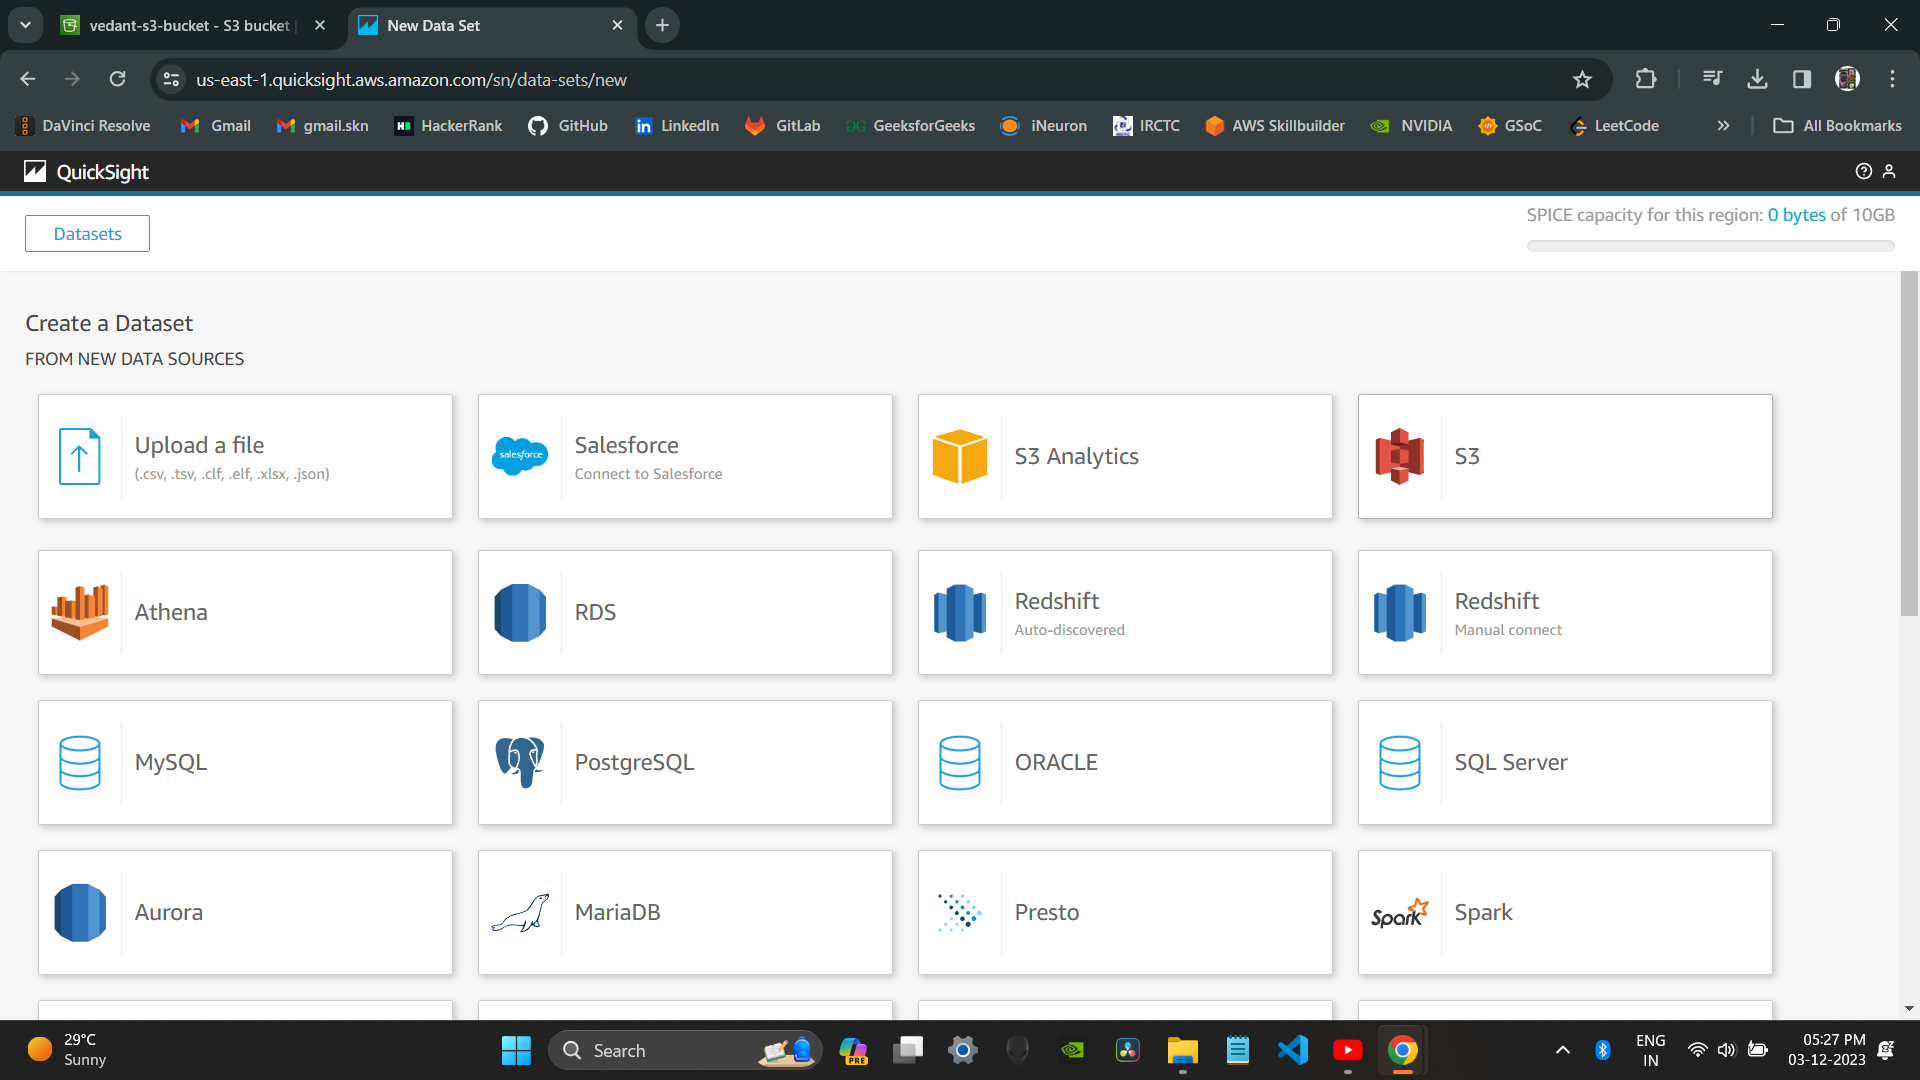 vedant-s3-bucket - S3 bucket
New Data Set
us-east-1.quicksight.aws.amazon.com/sn/data-sets/new
DaVinci Resolve
Gmail
gmail.skn
HackerRank
GitHub
LinkedIn
GitLab
GeeksforGeeks
iNeuron
IRCTC
AWS Skillbuilder
NVIDIA
GSoC
LeetCode
All Bookmarks
QuickSight
Datasets
SPICE capacity for this region: 0 bytes of 10GB
Create a Dataset
FROM NEW DATA SOURCES
Upload a file
(.csv, .tsv, .clf, .elf, .xlsx, .json)
salesforce
Salesforce
Connect to Salesforce
S3 Analytics
S3
Athena
RDS
Redshift
Auto-discovered
Redshift
Manual connect
MySQL
PostgreSQL
ORACLE
SQL Server
Aurora
MariaDB
Presto
Spark
Spark
29°C
Sunny
Search
PRE
ENG
IN
05:27 PM
03-12-2023